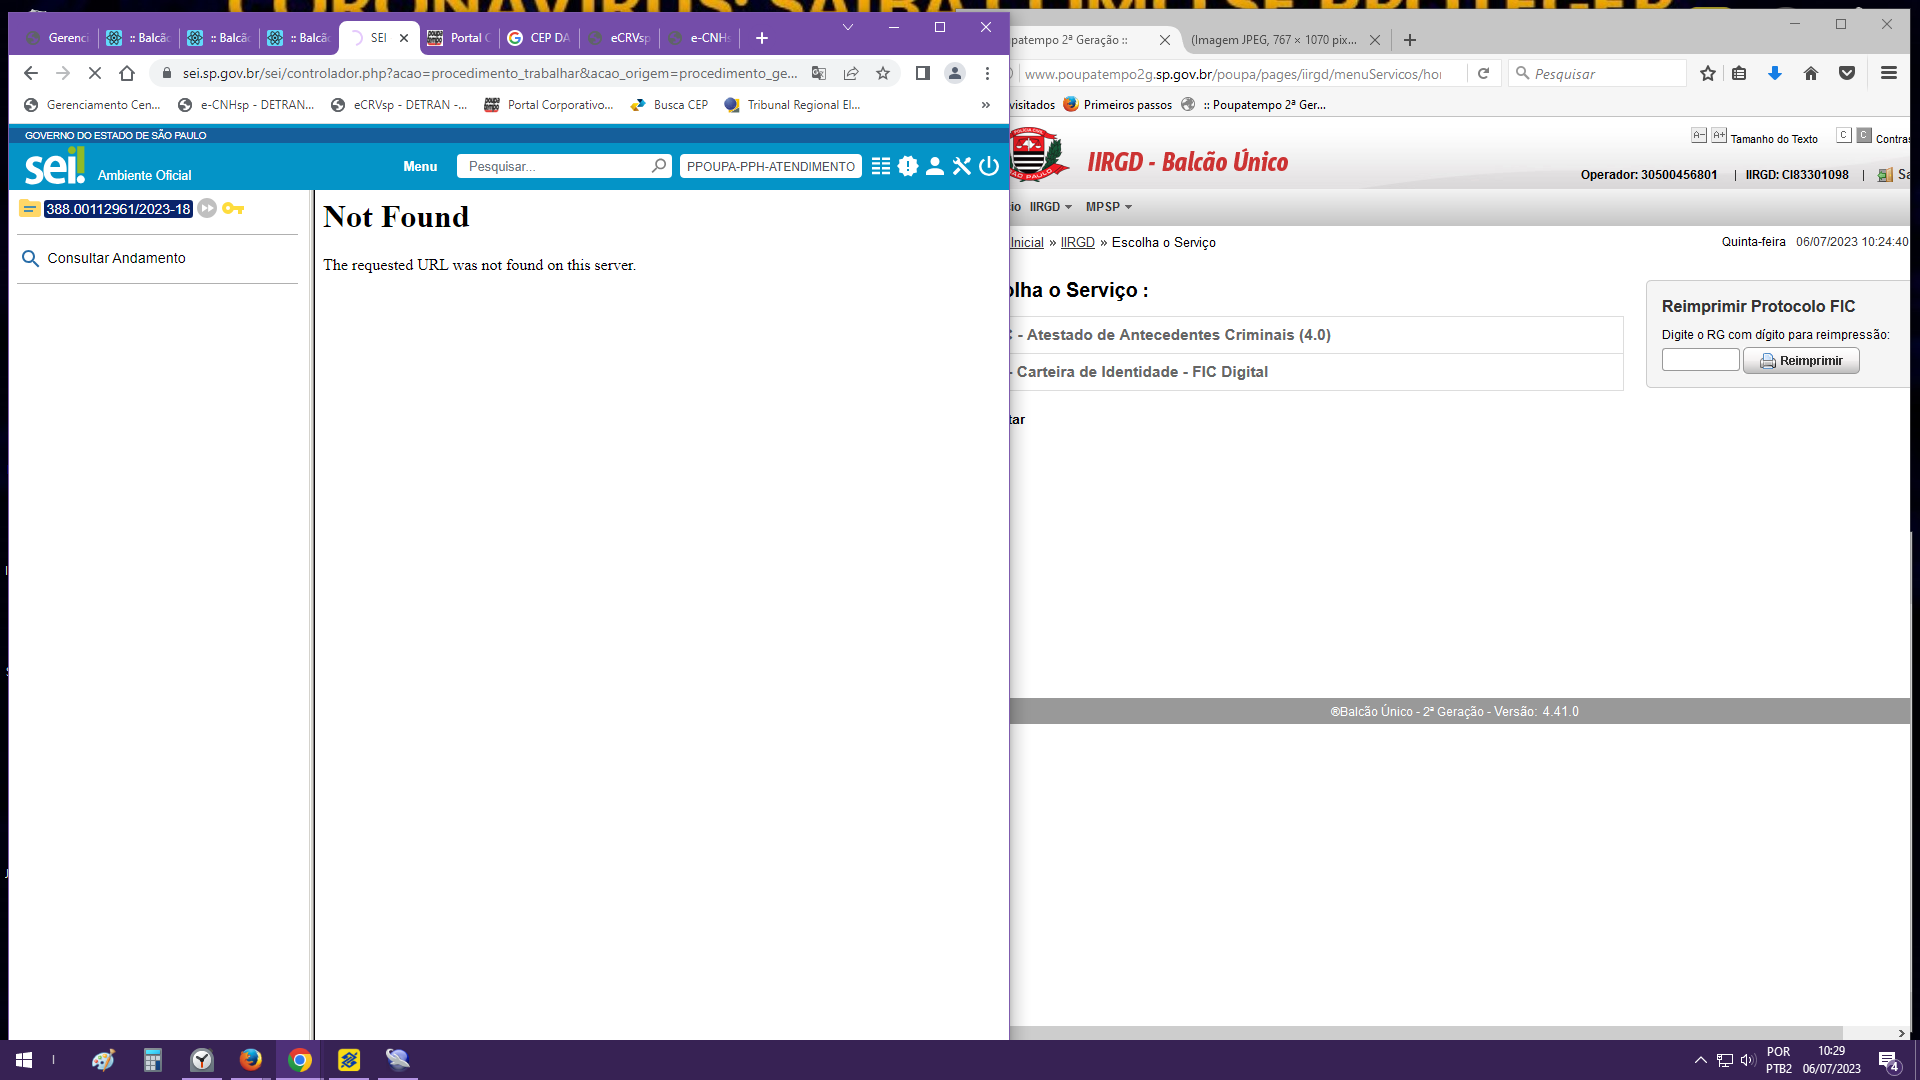 Gerenci
:: Balcão
:: Balcã
:: Balcão
SEI
Portal C
CEP DA
eCRVsp
e-CNHs
sei.sp.gov.br/sei/controlador.php?acao=procedimento_trabalhar&acao_origem=procedimento_ge...
Gerenciamento Cen...
e-CNHsp - DETRAN...
eCRVsp - DETRAN -...
Portal Corporativo...
Busca CEP
Tribunal Regional El...
»
GOVERNO DO ESTADO DE SÃO PAULO
sei!
Ambiente Oficial
Menu
Pesquisar...
PPOUPA-PPH-ATENDIMENTO
388.00112961/2023-18
Consultar Andamento
Not Found
The requested URL was not found on this server.
patempo 2ª Geração ::
(Imagem JPEG, 767 × 1070 pix...
www.poupatempo2g.sp.gov.br/poupa/pages/iirgd/menuServicos/hor
Pesquisar
visitados
Primeiros passos
:: Poupatempo 2ª Ger...
IIRGD - Balcão Único
A- A+ Tamanho do Texto
C C Contras
Operador: 30500456801 | IIRGD: CI83301098 | Sa
io IIRGD MPSP
Inicial » IIRGD » Escolha o Serviço
Quinta-feira 06/07/2023 10:24:40
olha o Serviço :
C - Atestado de Antecedentes Criminais (4.0)
- Carteira de Identidade - FIC Digital
tar
Reimprimir Protocolo FIC
Digite o RG com dígito para reimpressão:
Reimprimir
®Balcão Único - 2ª Geração - Versão: 4.41.0
POR
PTB2
10:29
06/07/2023
4